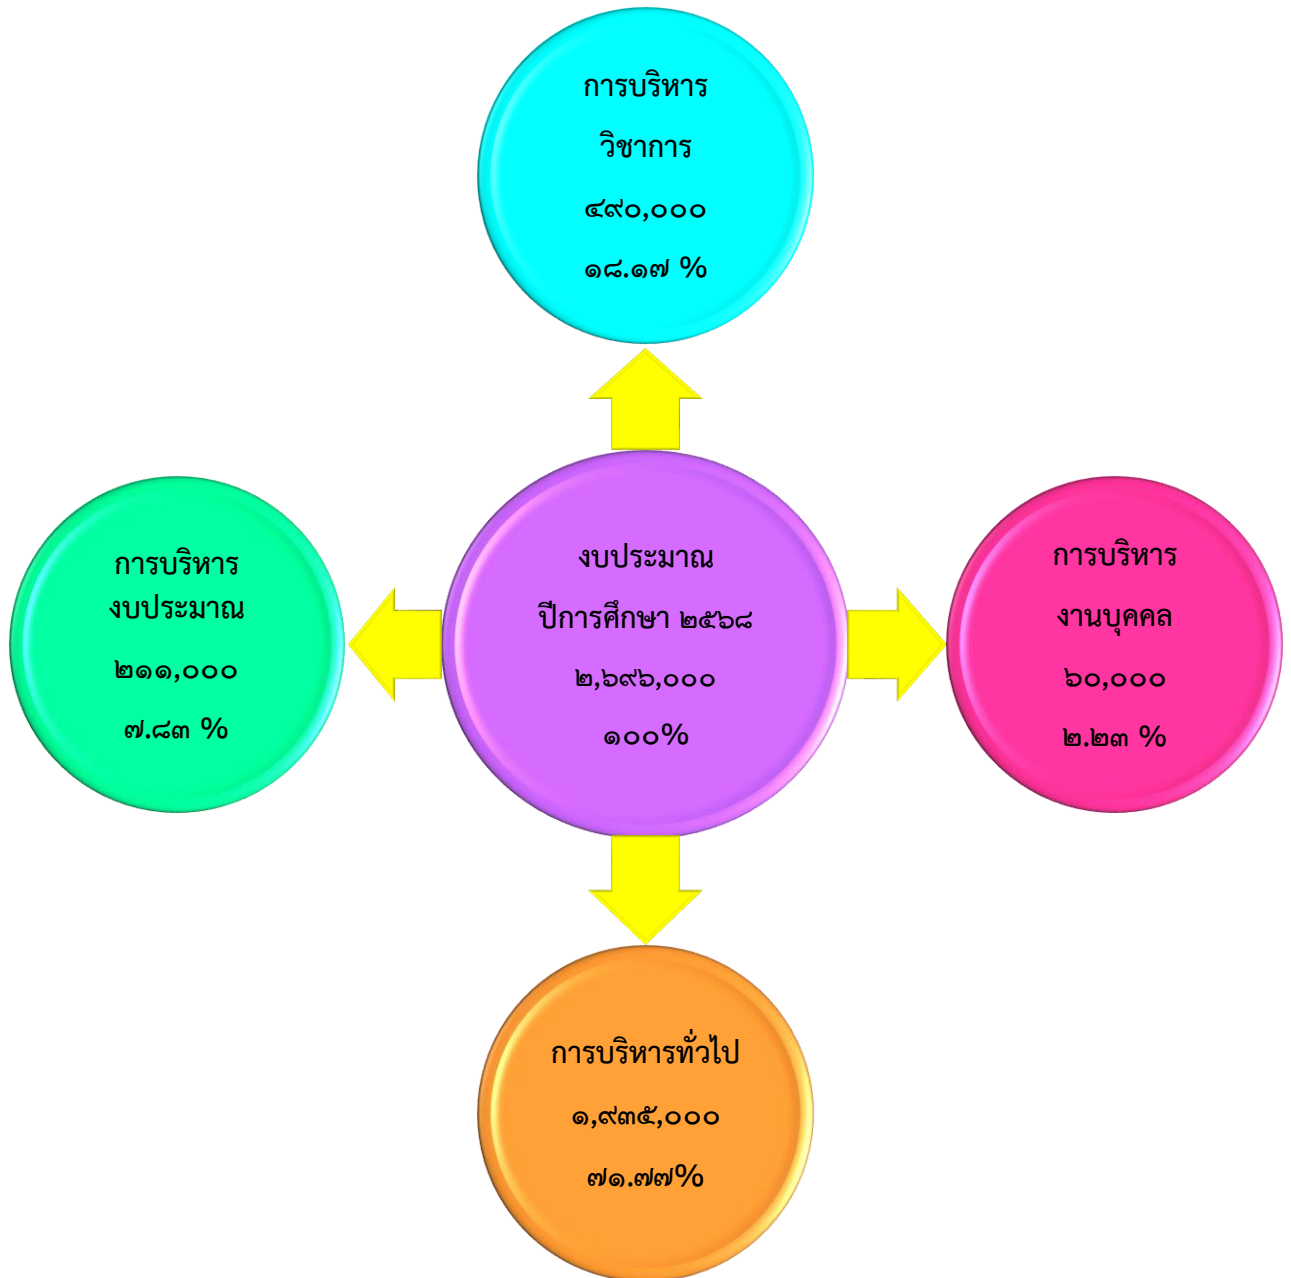 การบริหาร
วิชาการ
๔๙๐,๐๐๐
๑๘.๑๗ %
การบริหาร
งบประมาณ
๒๑๑,๐๐๐
๗.๘๓ %
งบประมาณ
ปีการศึกษา ๒๕๖๘
๒,๖๙๖,๐๐๐
๑๐๐%
การบริหาร
งานบุคคล
๖๐,๐๐๐
๒.๒๓ %
การบริหารทั่วไป
๑,๙๓๕,๐๐๐
๗๑.๗๗%